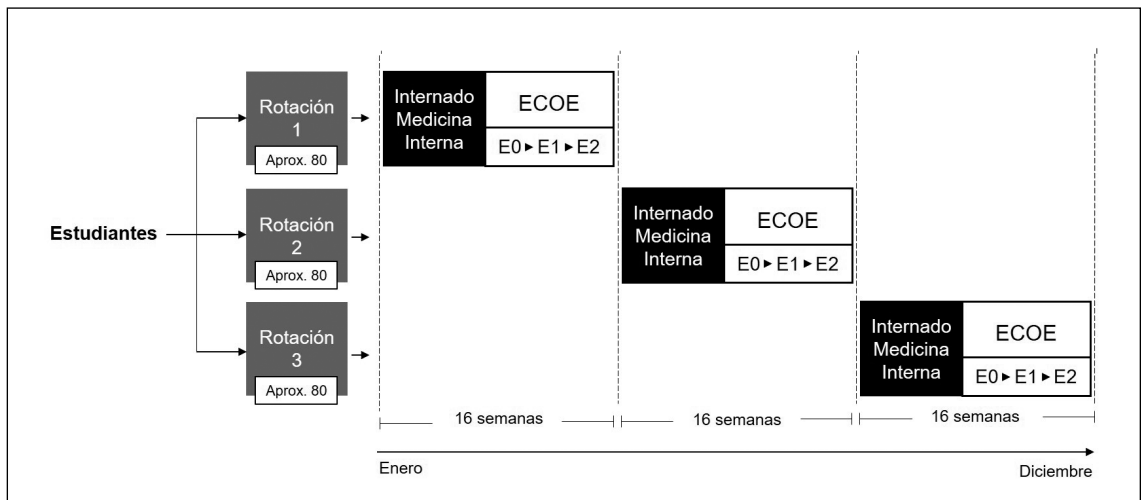 Estudiantes
Rotación
1
Aprox. 80
Internado
Medicina
Interna
ECOE
E0►E1►E2
Rotación
2
Aprox. 80
Internado
Medicina
Interna
ECOE
E0►E1►E2
Rotación
3
Aprox. 80
Internado
Medicina
Interna
ECOE
E0►E1►E2
16 semanas
16 semanas
16 semanas
Enero
Diciembre